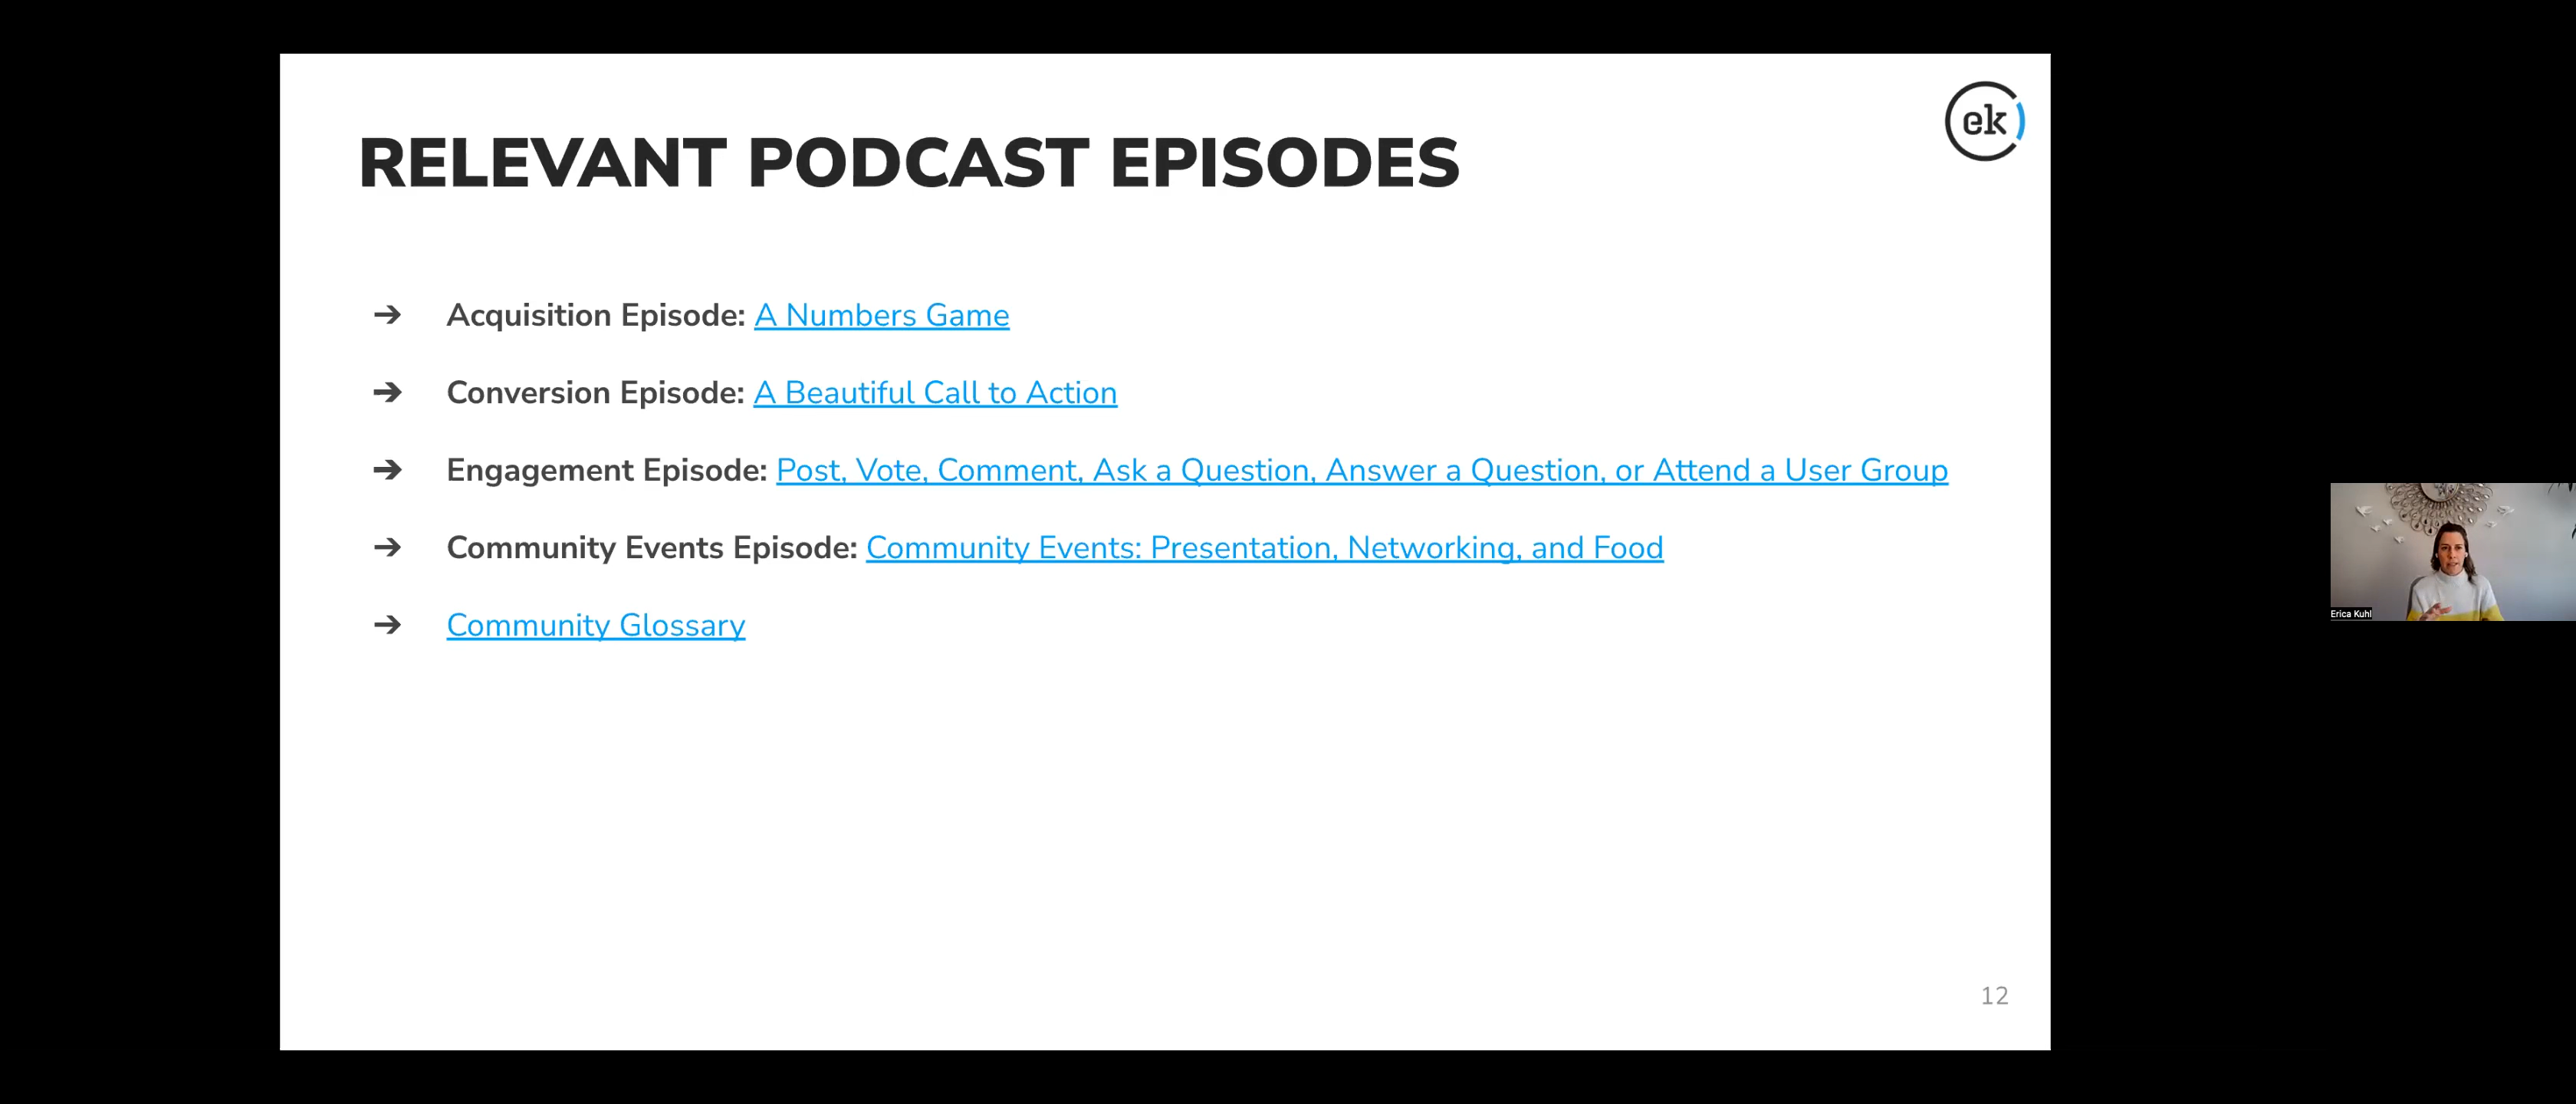 ek
RELEVANT PODCAST EPISODES
➔ Acquisition Episode: A Numbers Game
➔ Conversion Episode: A Beautiful Call to Action
➔ Engagement Episode: Post, Vote, Comment, Ask a Question, Answer a Question, or Attend a User Group
➔ Community Events Episode: Community Events: Presentation, Networking, and Food
➔ Community Glossary
12
Erica Kuhl